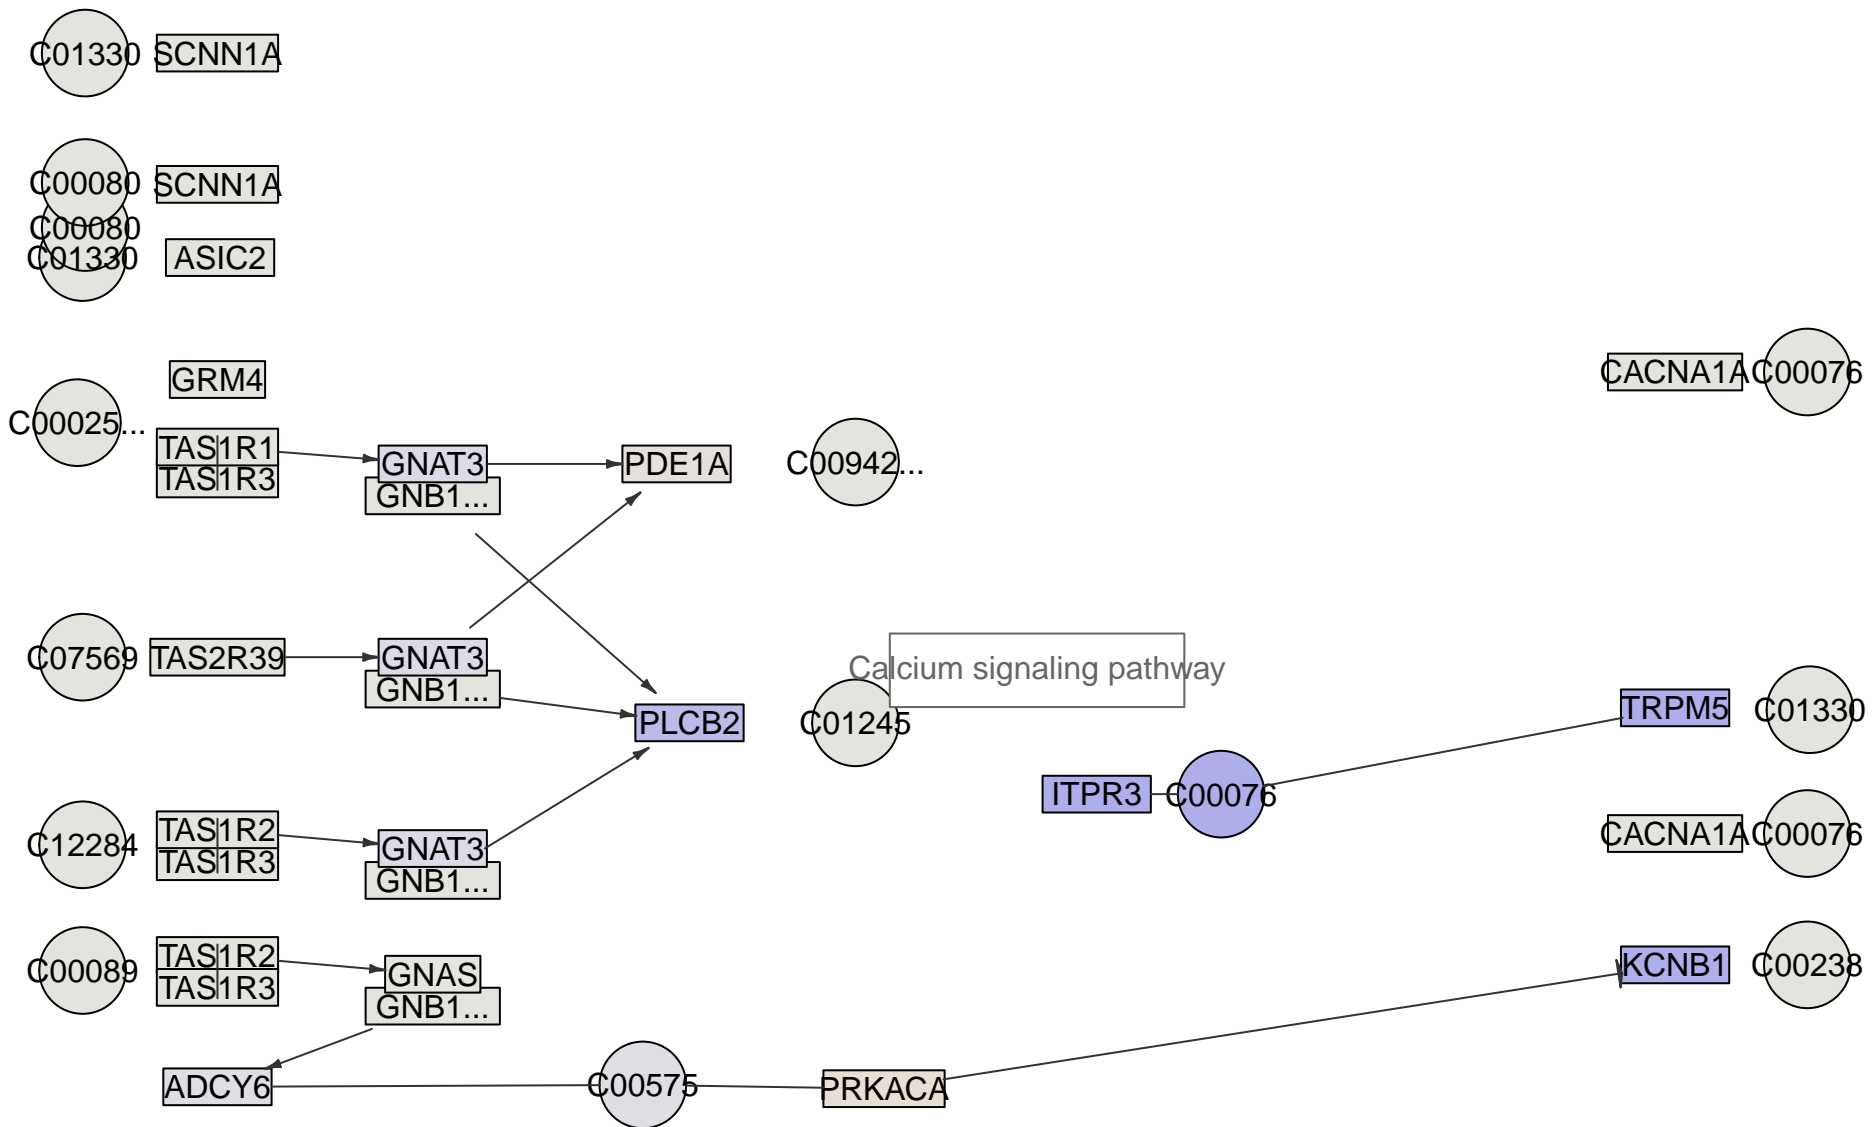 C01330 SCNN1A
C00080 SCNN1A
C00080
C01330 ASIC2
GRM4
CACNA1A C00076
C00025...
TAS1R1
TAS1R3
GNAT3
GNB1...
PDE1A
C00942...
C07569 TAS2R39
GNAT3
GNB1...
Calcium signaling pathway
PLCB2
C01245
TRPM5 C01330
ITPR3 C00076
C12284
TAS1R2
TAS1R3
GNAT3
GNB1...
CACNA1A C00076
C00089
TAS1R2
TAS1R3
GNAS
GNB1...
KCNB1 C00238
ADCY6 C00575 PRKACA